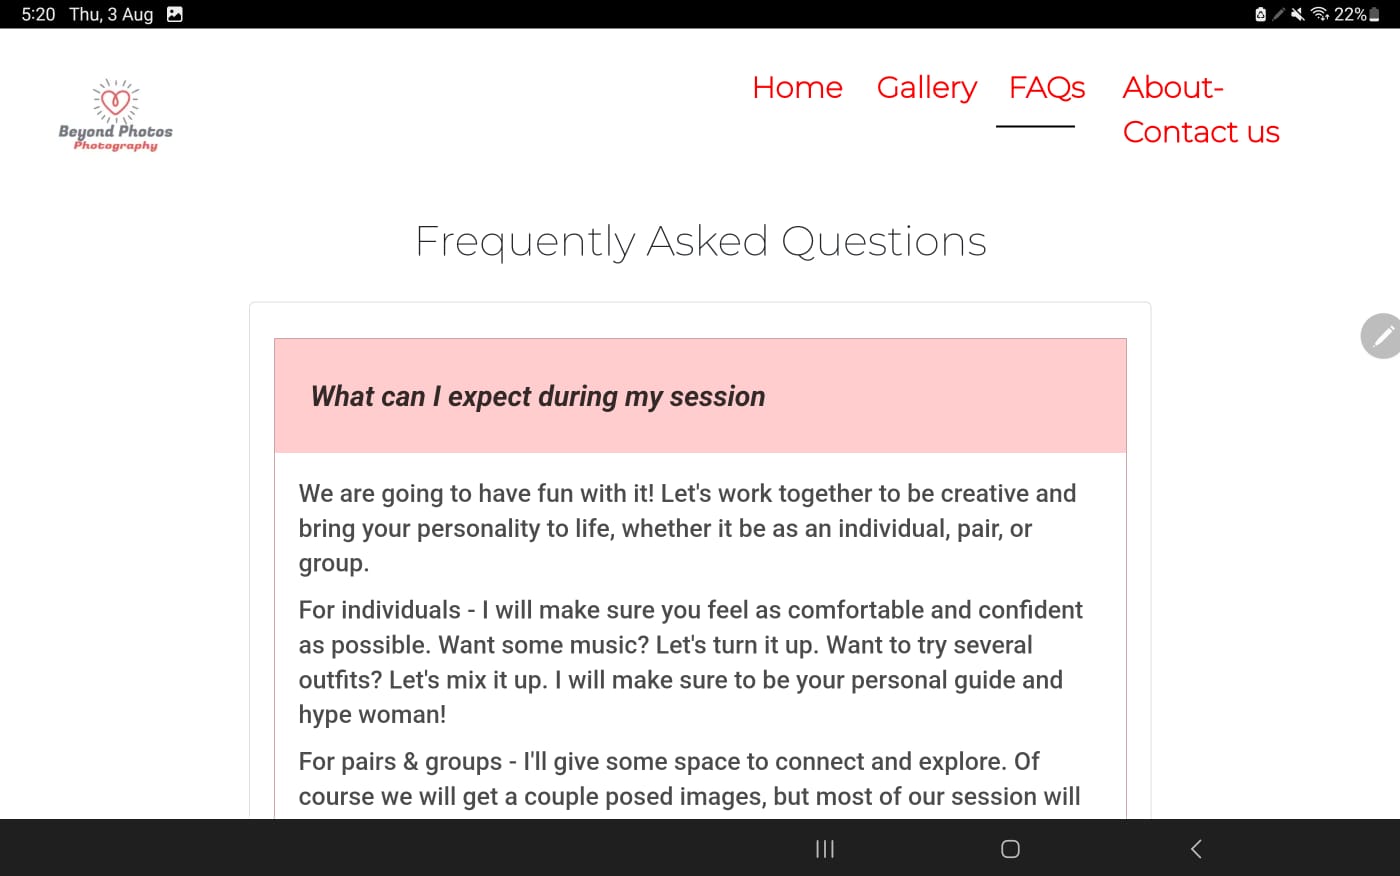 5:20 Thu, 3 Aug 22%
Beyond Photos
Photography
Home Gallery FAQs About-
Contact us
Frequently Asked Questions
What can I expect during my session
We are going to have fun with it! Let's work together to be creative and
bring your personality to life, whether it be as an individual, pair, or
group.
For individuals - I will make sure you feel as comfortable and confident
as possible. Want some music? Let's turn it up. Want to try several
outfits? Let's mix it up. I will make sure to be your personal guide and
hype woman!
For pairs & groups - I'll give some space to connect and explore. Of
course we will get a couple posed images, but most of our session will